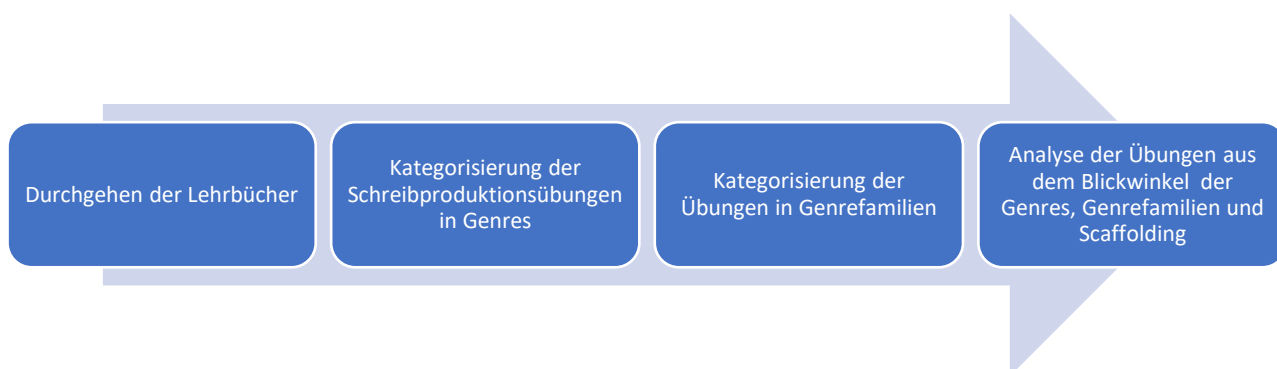 Durchgehen der Lehrbücher
Kategorisierung der
Schreibproduktionsübungen
in Genres
Kategorisierung der
Übungen in Genrefamilien
Analyse der Übungen aus
dem Blickwinkel der
Genres, Genrefamilien und
Scaffolding